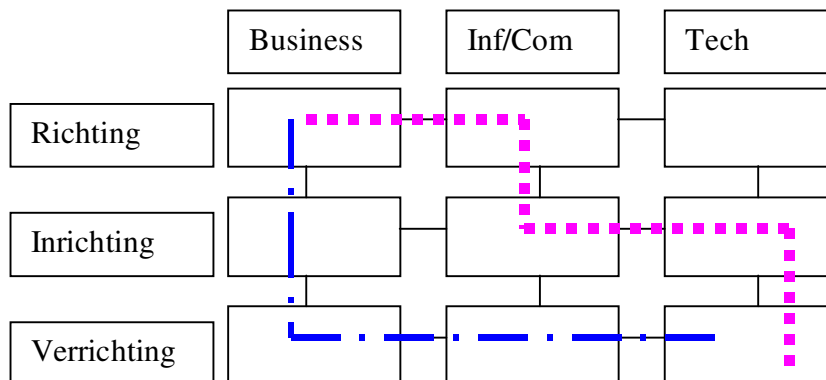 Business
Inf/Com
Tech
Richting
Inrichting
Verrichting